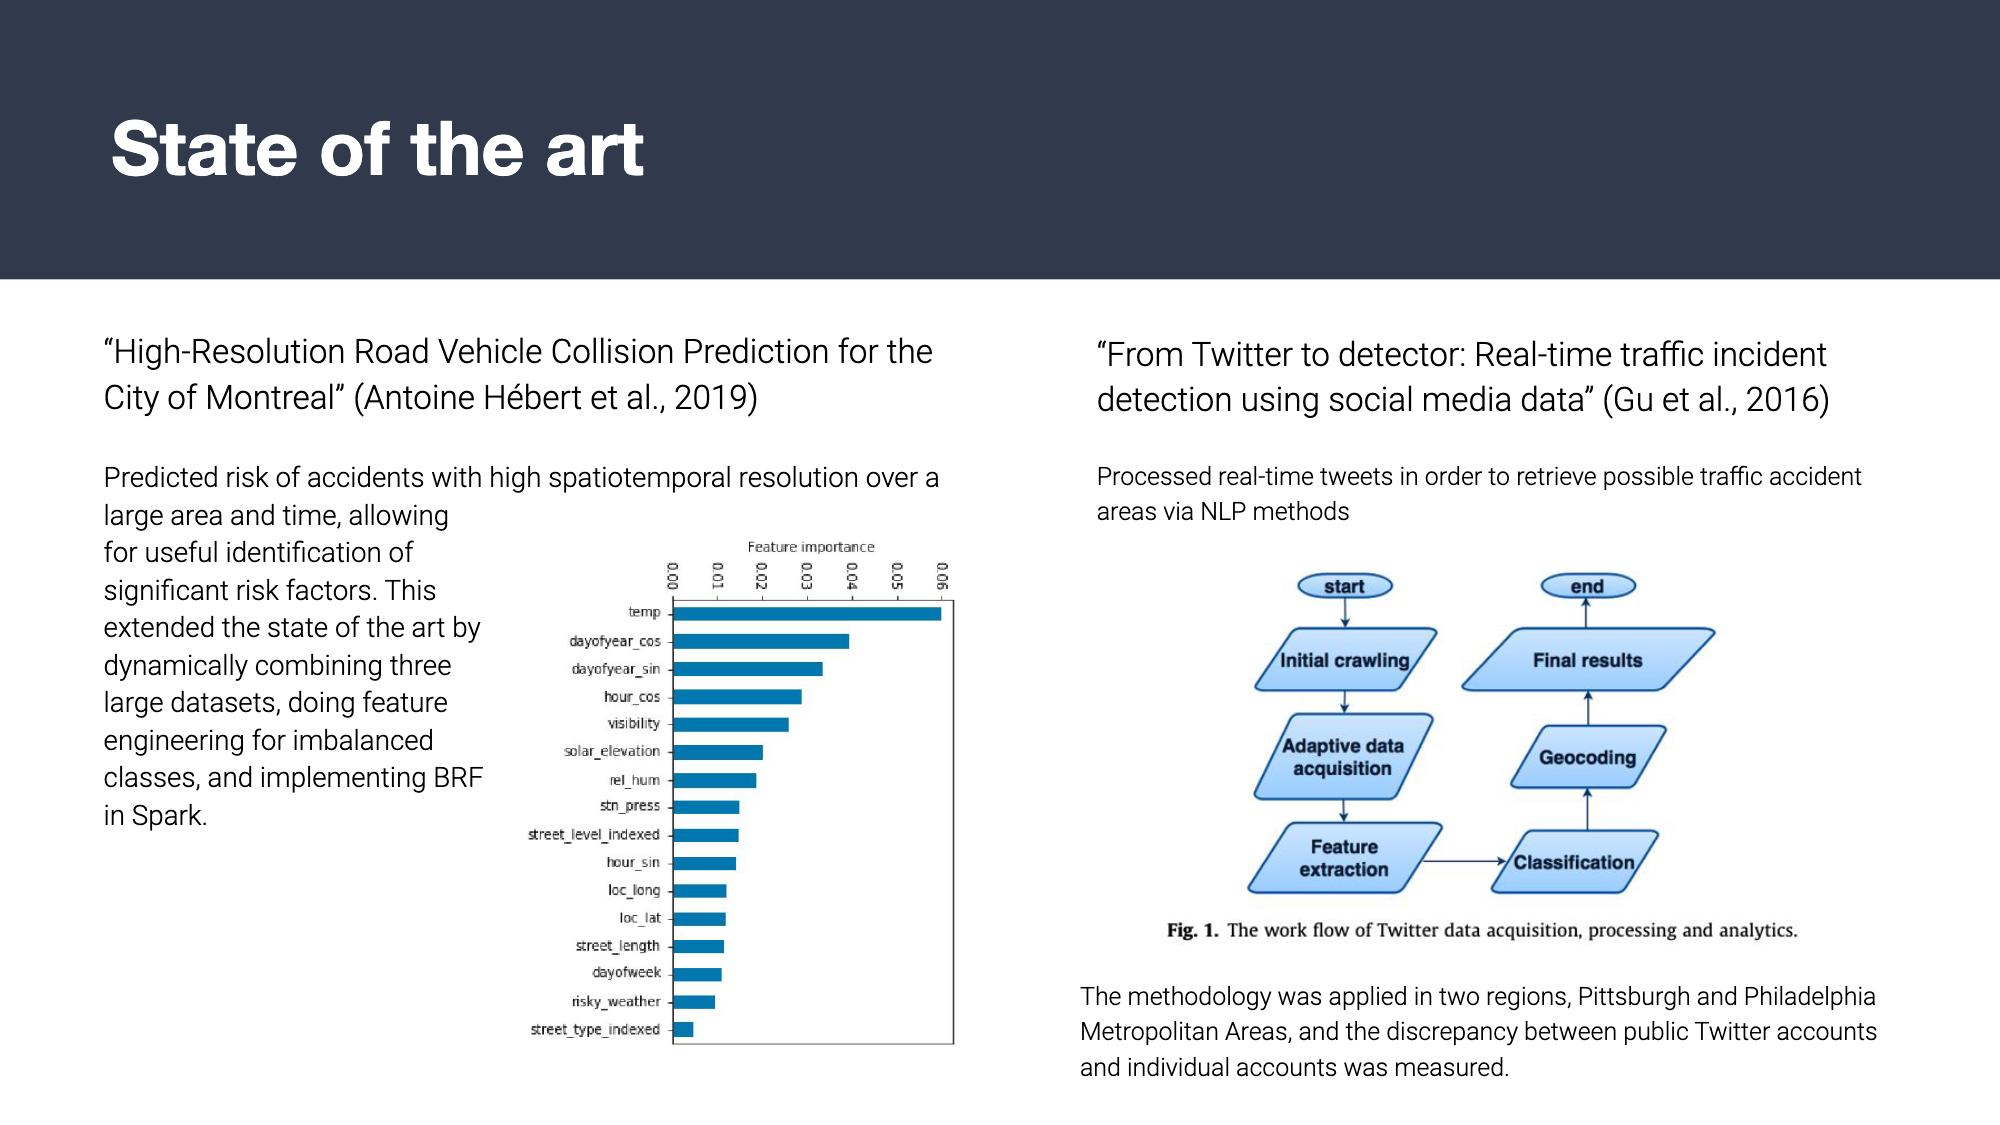 State of the art
“High-Resolution Road Vehicle Collision Prediction for the
City of Montreal” (Antoine Hébert et al., 2019)
Predicted risk of accidents with high spatiotemporal resolution over a
large area and time, allowing
for useful identification of
significant risk factors. This
extended the state of the art by
dynamically combining three
large datasets, doing feature
engineering for imbalanced
classes, and implementing BRF
in Spark.
Feature importance
0.00
0.01
0.02
0.03
0.04
0.05
0.06
temp
dayofyear_cos
dayofyear_sin
hour_cos
visibility
solar_elevation
rel_hum
stn_press
street_level_indexed
hour_sin
loc_long
loc_lat
street_length
dayofweek
risky_weather
street_type_indexed
“From Twitter to detector: Real-time traffic incident
detection using social media data” (Gu et al., 2016)
Processed real-time tweets in order to retrieve possible traffic accident
areas via NLP methods
start
Initial crawling
Adaptive data
acquisition
Feature
extraction
Classification
Geocoding
Final results
end
Fig. 1. The work flow of Twitter data acquisition, processing and analytics.
The methodology was applied in two regions, Pittsburgh and Philadelphia
Metropolitan Areas, and the discrepancy between public Twitter accounts
and individual accounts was measured.